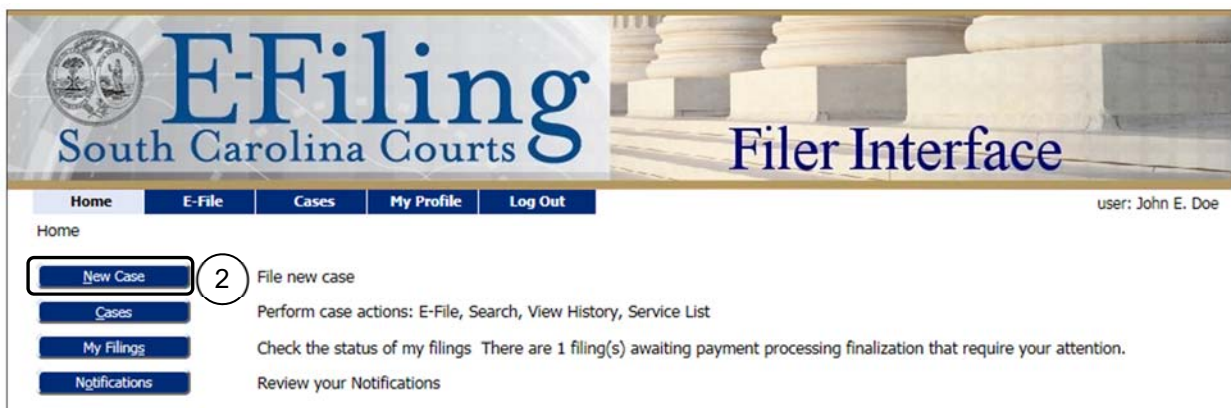 E-Filing
South Carolina Courts
Filer Interface
Home E-File Cases My Profile Log Out user: John E. Doe
Home
New Case 2 File new case
Cases Perform case actions: E-File, Search, View History, Service List
My Filings Check the status of my filings There are 1 filing(s) awaiting payment processing finalization that require your attention.
Notifications Review your Notifications